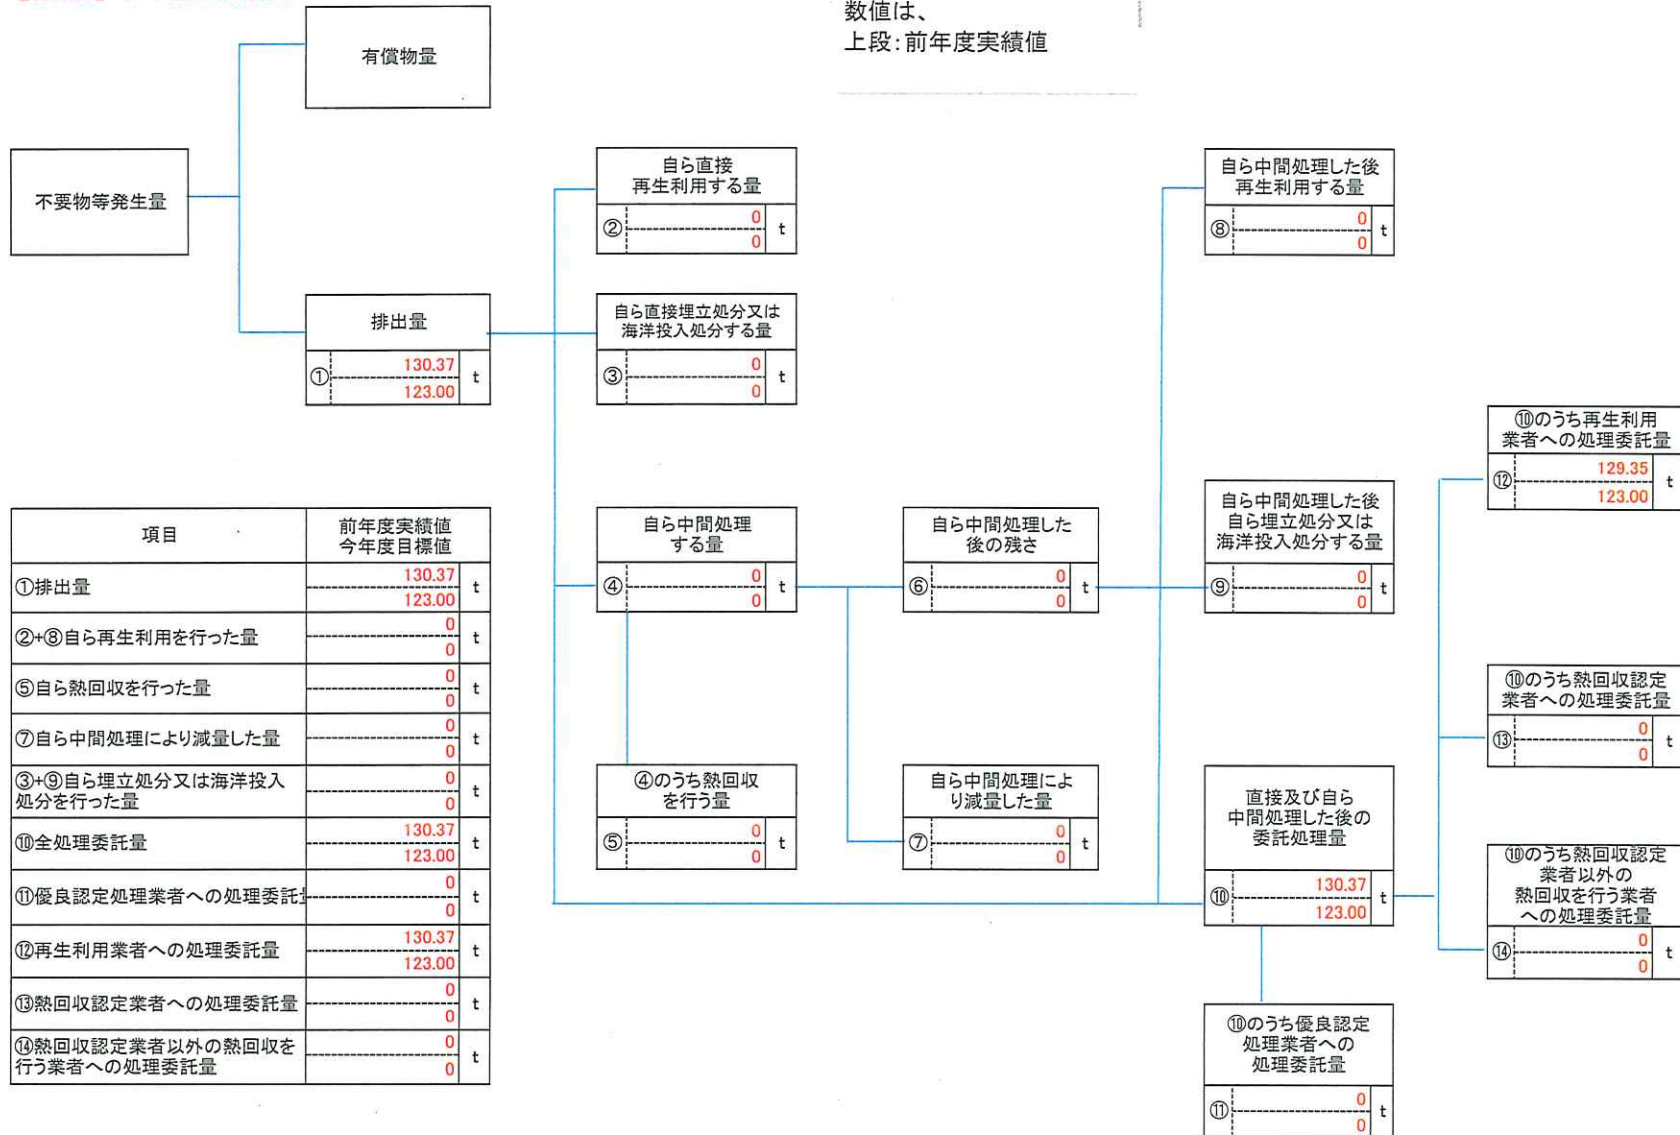 数値は、
上段：前年度実績値
有償物量
不要物等発生量
排出量
① 130.37 t
123.00
自ら直接
再生利用する量
② 0 t
0
自ら直接埋立処分又は
海洋投入処分する量
③ 0 t
0
自ら中間処理
する量
④ 0 t
0
④のうち熱回収
を行う量
⑤ 0 t
0
自ら中間処理した
後の残さ
⑥ 0 t
0
自ら中間処理によ
り減量した量
⑦ 0 t
0
自ら中間処理した後
再生利用する量
⑧ 0 t
0
自ら中間処理した後
自ら埋立処分又は
海洋投入処分する量
⑨ 0 t
0
直接及び自ら
中間処理した後の
委託処理量
⑩ 130.37 t
123.00
⑩のうち優良認定
処理業者への
処理委託量
⑪ 0 t
0
⑩のうち再生利用
業者への処理委託量
⑫ 129.35 t
123.00
⑩のうち熱回収認定
業者への処理委託量
⑬ 0 t
0
⑩のうち熱回収認定
業者以外の
熱回収を行う業者
への処理委託量
⑭ 0 t
0
項目 前年度実績値
今年度目標値
①排出量 130.37 t
123.00
②+⑧自ら再生利用を行った量 0 t
0
⑤自ら熱回収を行った量 0 t
0
⑦自ら中間処理により減量した量 0 t
0
③+⑨自ら埋立処分又は海洋投入
処分を行った量 0 t
0
⑩全処理委託量 130.37 t
123.00
⑪優良認定処理業者への処理委託 0 t
0
⑫再生利用業者への処理委託量 130.37 t
123.00
⑬熱回収認定業者への処理委託量 0 t
0
⑭熱回収認定業者以外の熱回収を
行う業者への処理委託量 0 t
0